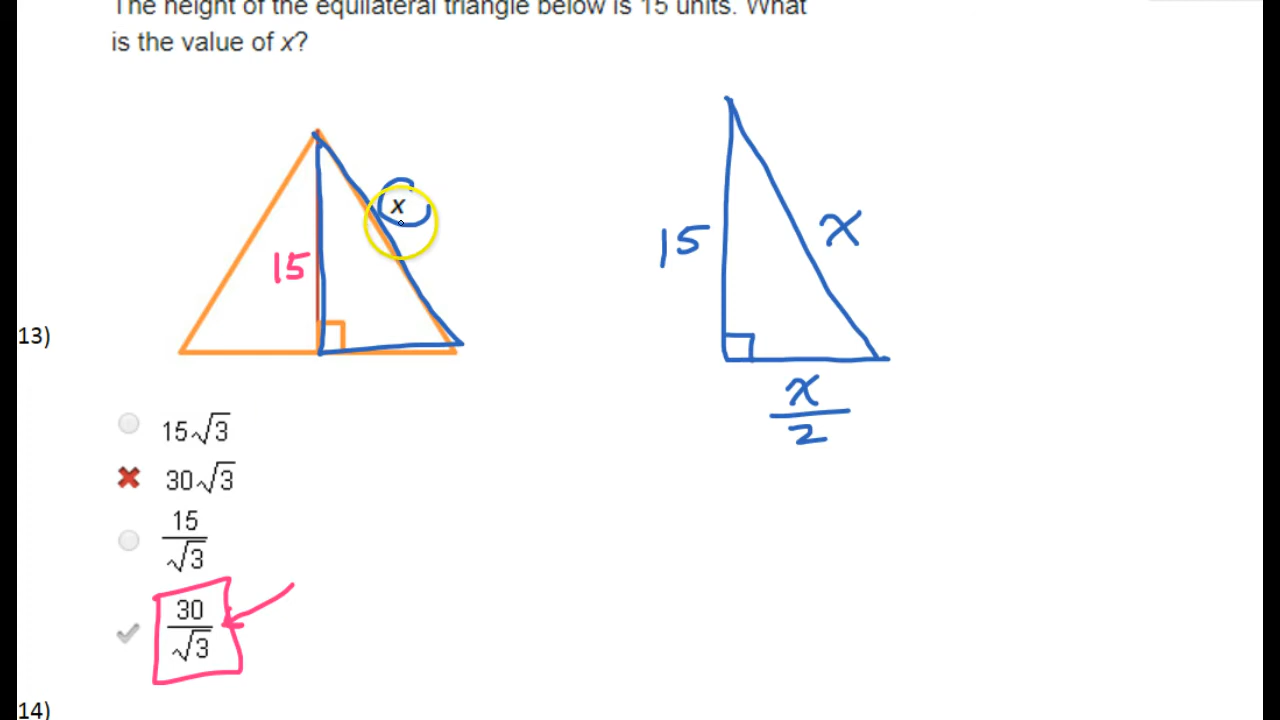 The height of the equilateral triangle below is 15 units. What
is the value of x?
x
15
15
x
x
2
13)
15√3
30√3
15
√3
30
√3
14)